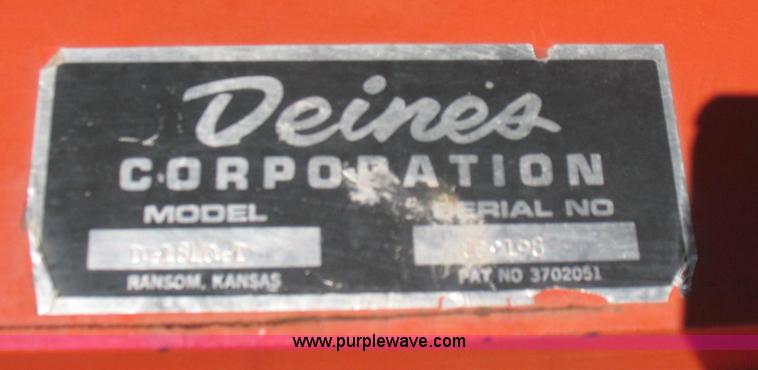 Deines
CORPORATION
MODEL SERIAL NO
RANSOM, KANSAS PAT NO 3702051
www.purplewave.com